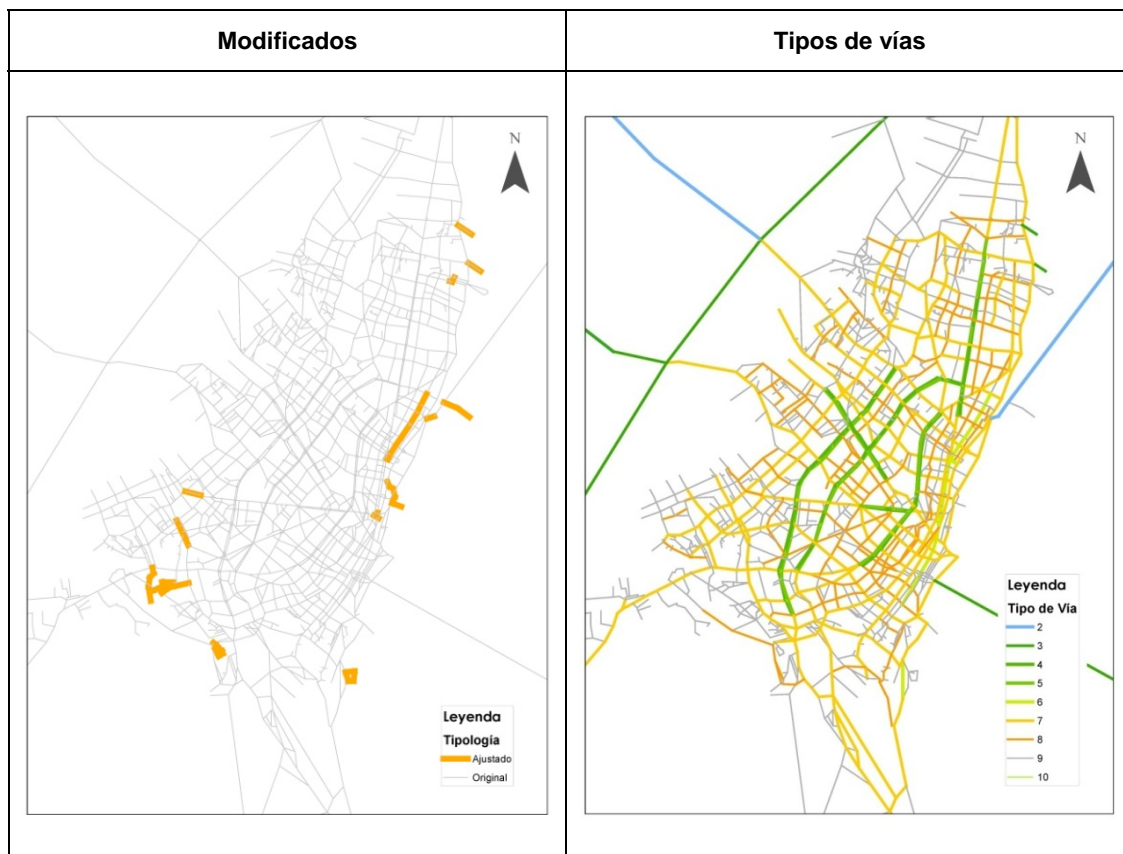 Modificados
Tipos de vías
N
Leyenda
Tipología
Ajustado
Original
N
Leyenda
Tipo de Vía
2
3
4
5
6
7
8
9
10